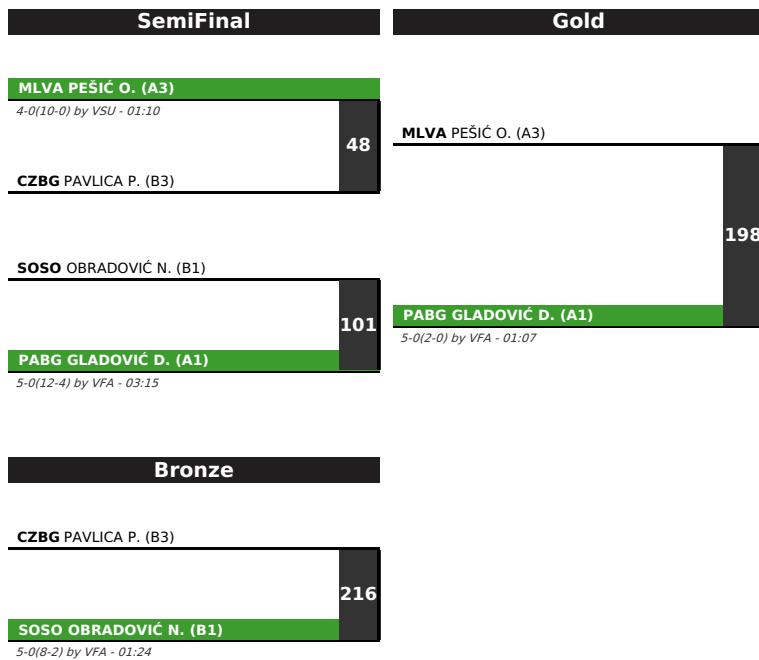 SemiFinal
MLVA PEŠIĆ O. (A3)
4-0(10-0) by VSU - 01:10
48
CZBG PAVLICA P. (B3)
SOSO OBRADOVIĆ N. (B1)
101
PABG GLADOVIĆ D. (A1)
5-0(12-4) by VFA - 03:15
Gold
MLVA PEŠIĆ O. (A3)
198
PABG GLADOVIĆ D. (A1)
5-0(2-0) by VFA - 01:07
Bronze
CZBG PAVLICA P. (B3)
216
SOSO OBRADOVIĆ N. (B1)
5-0(8-2) by VFA - 01:24